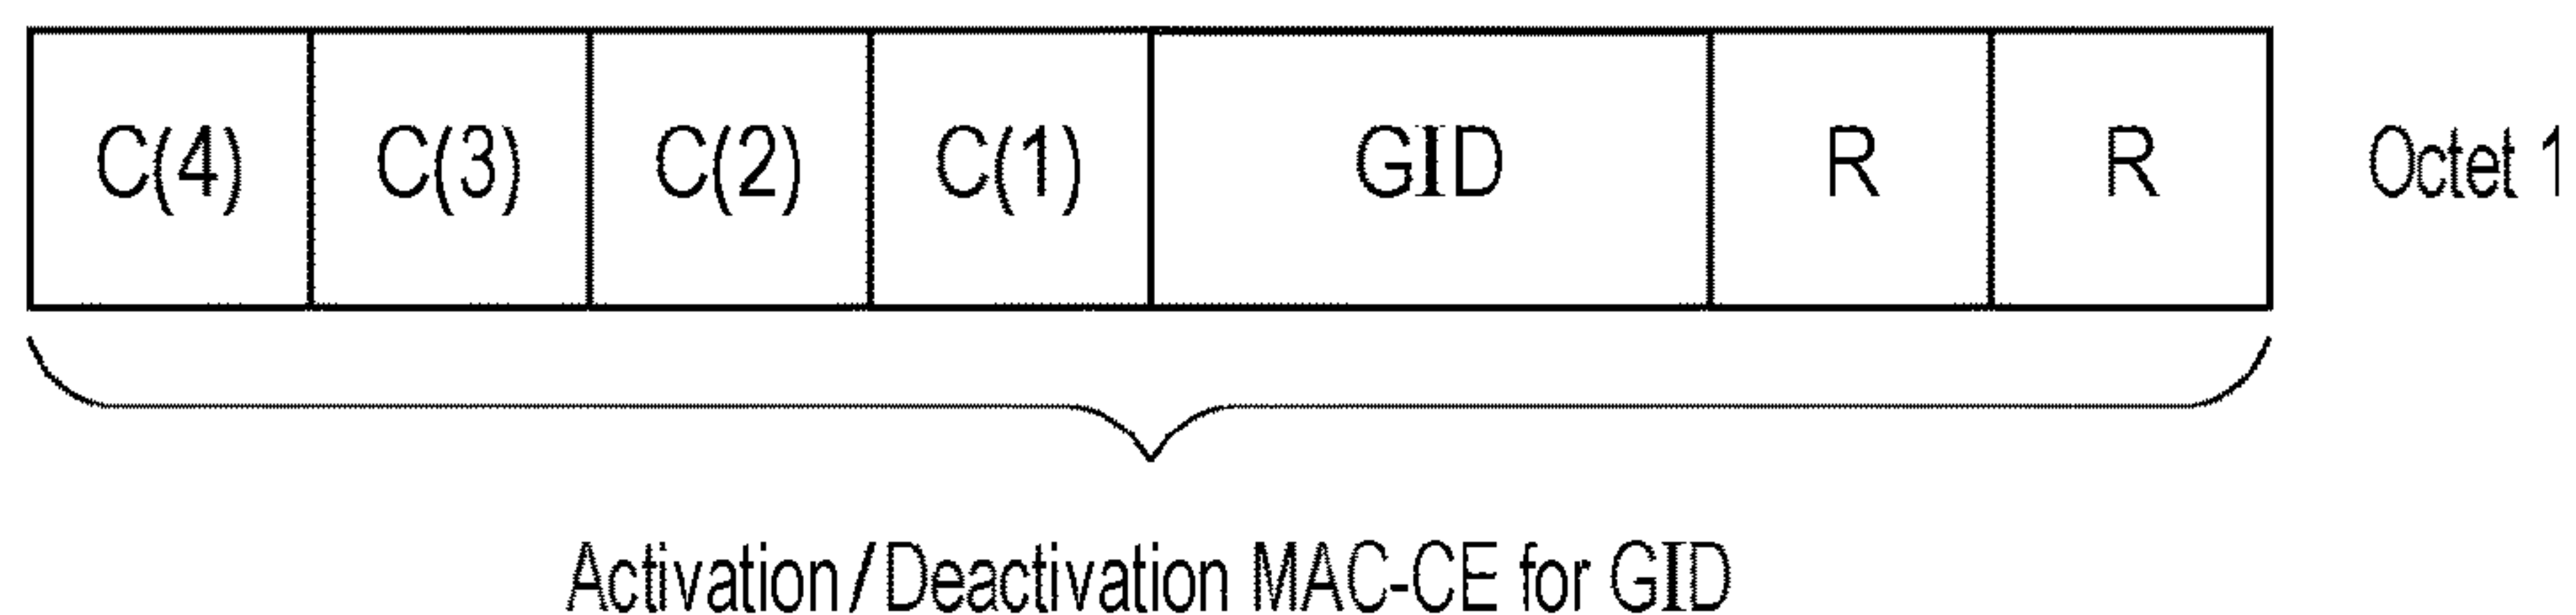 C(4) C(3) C(2) C(1) GID R R Octet 1
Activation/Deactivation MAC-CE for GID